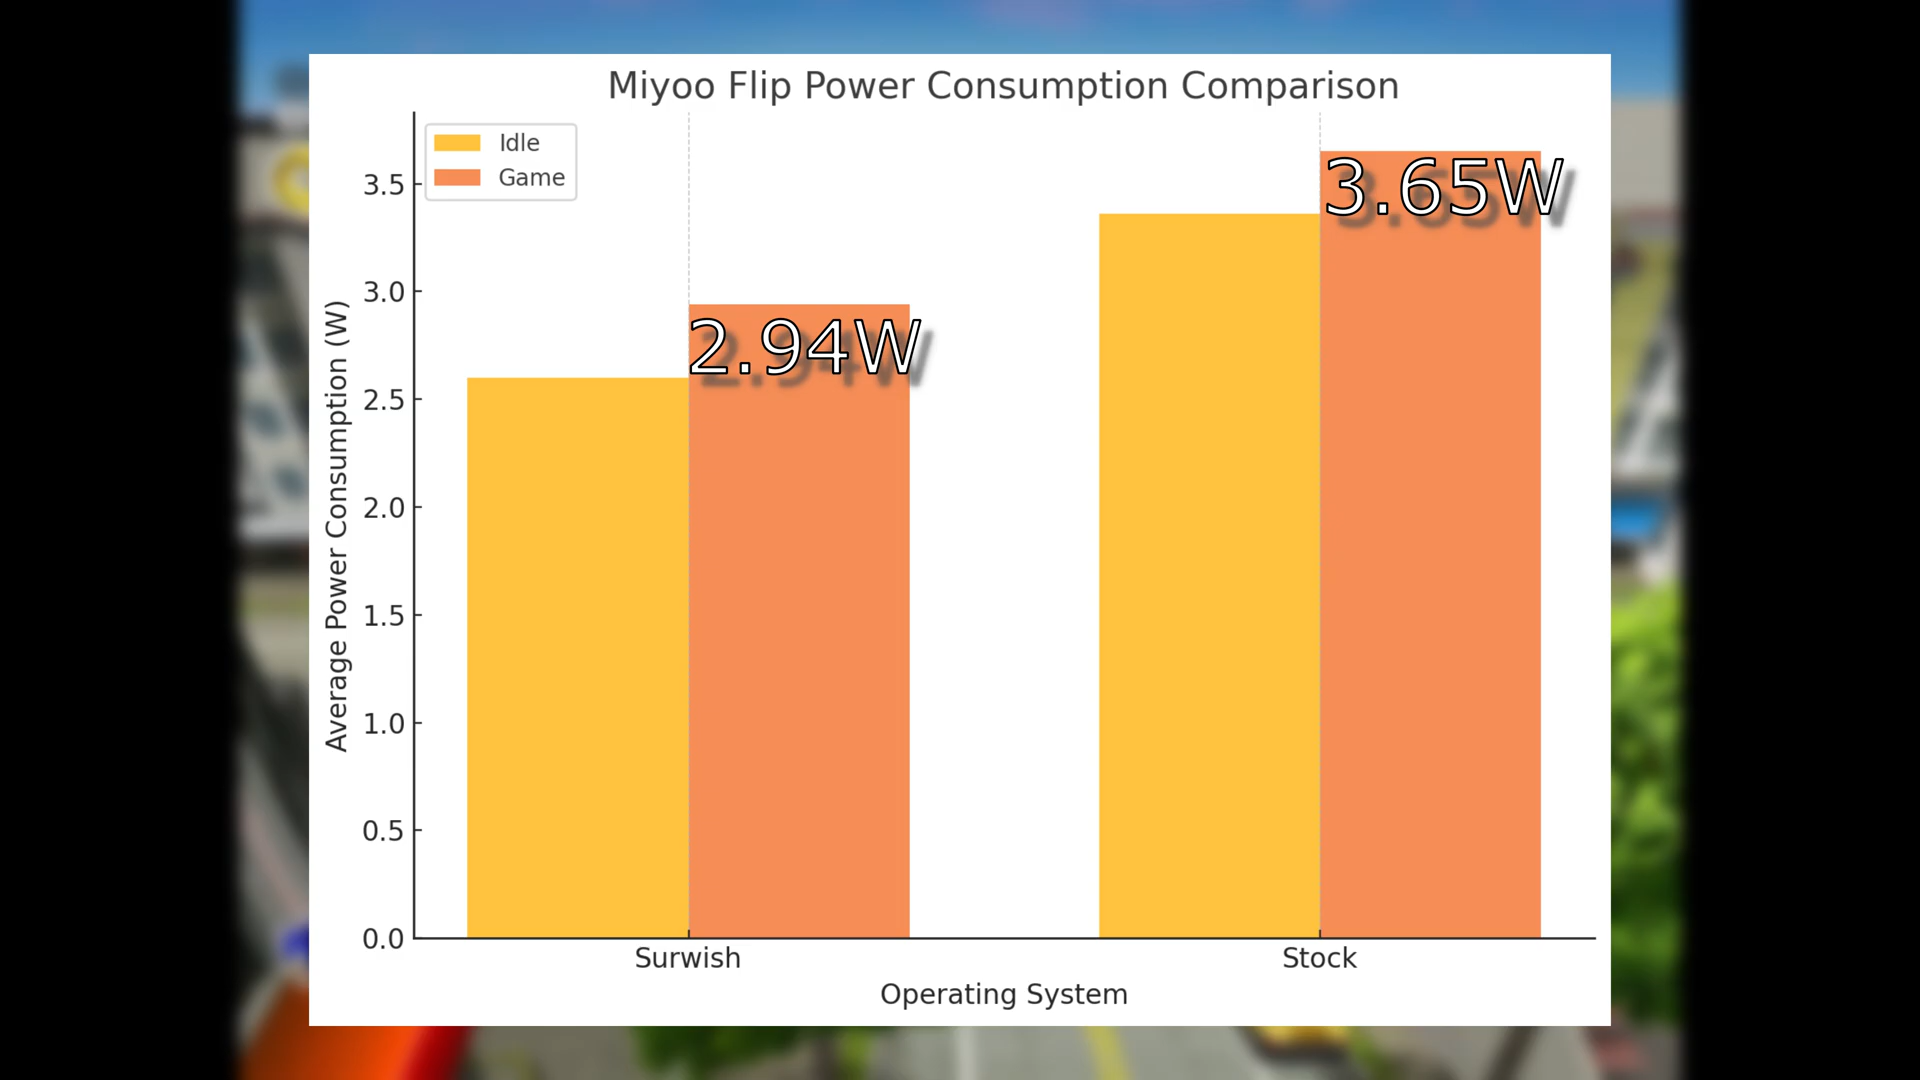 Miyoo Flip Power Consumption Comparison
Idle
Game
3.65W
2.94W
3.5
3.0
2.5
2.0
1.5
1.0
0.5
0.0
Average Power Consumption (W)
Surwish
Stock
Operating System